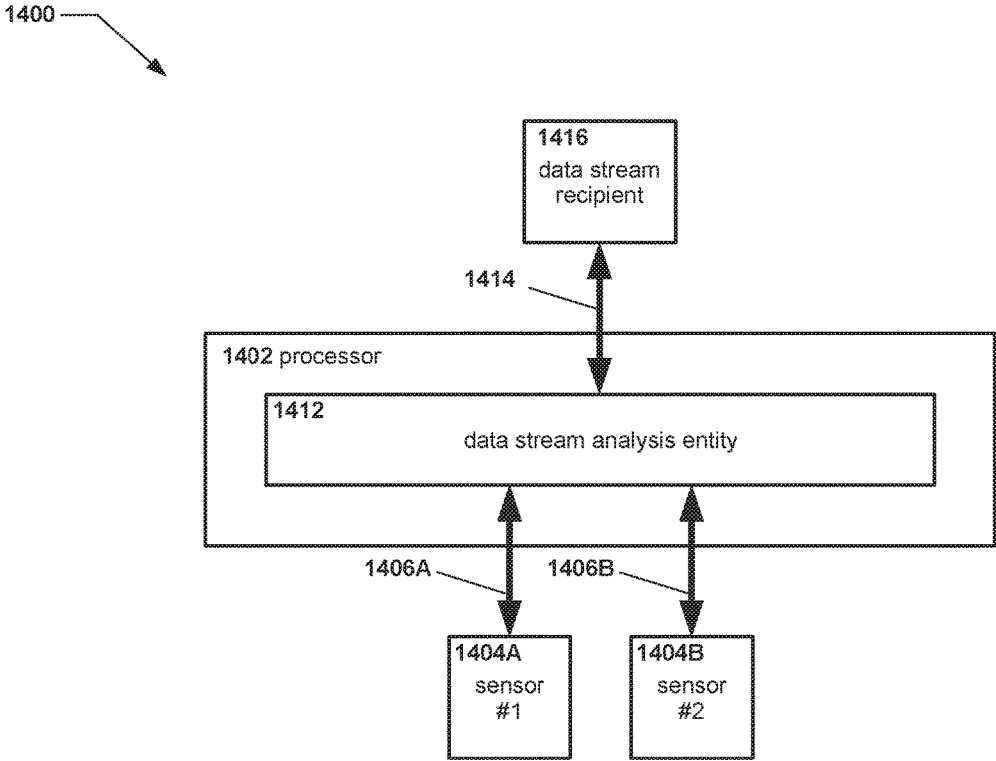 1400
1416
data stream
recipient
1414
1402 processor
1412
data stream analysis entity
1406A
1406B
1404A
sensor
#1
1404B
sensor
#2